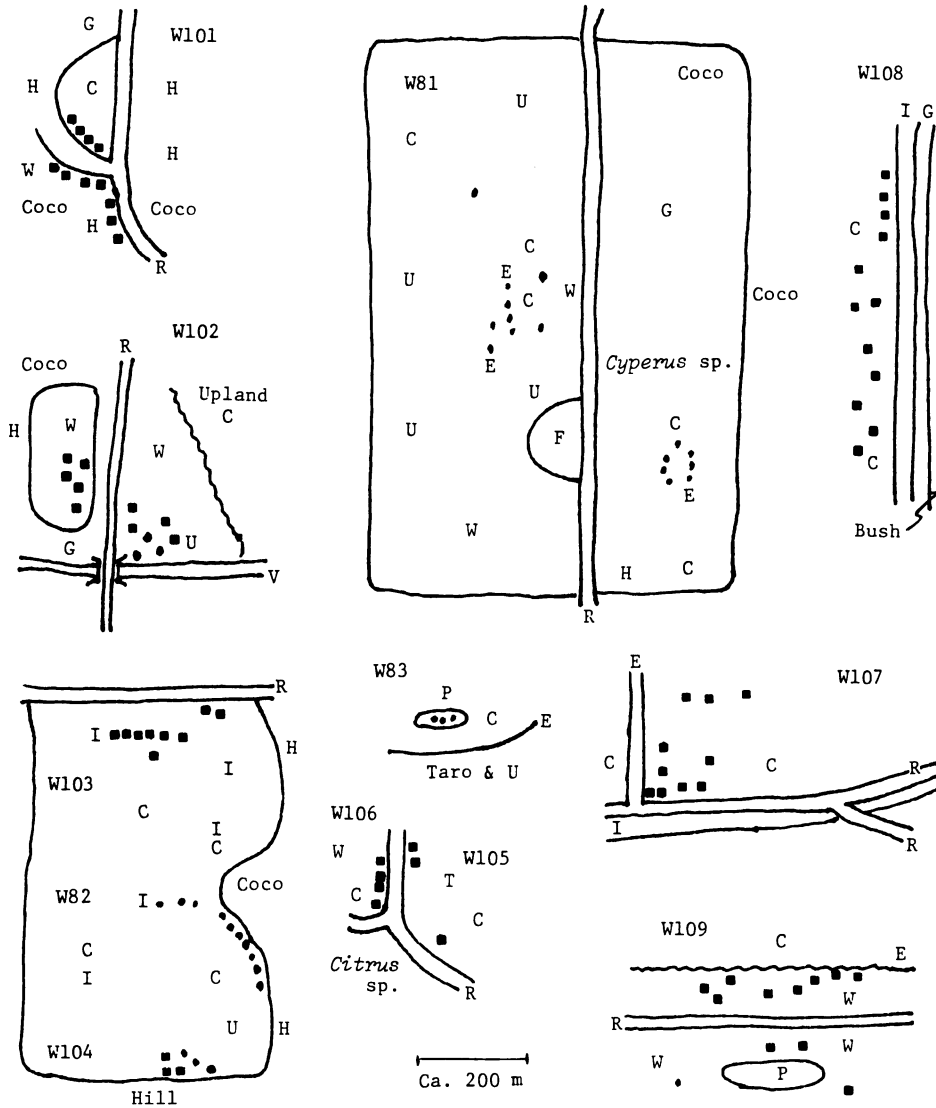 G
W101
H
C
H
H
W
Coco
H
Coco
R
W81
Coco
U
C
G
C
E
U
C
W
Coco
E
Cyperus sp.
U
U
F
C
E
W
H
C
R
W108
I G
C
C
Bush
W102
R
Coco
Upland
C
H
W
W
U
G
V
R
I
H
W103
I
C
I
C
W82
I
Coco
C
I
C
U
H
W104
Hill
W83
P
C
E
Taro & U
W106
W
W105
T
C
C
Citrus
sp.
R
Ca. 200 m
E
W107
C
C
R
I
R
W109
C
E
W
R
W
W
P